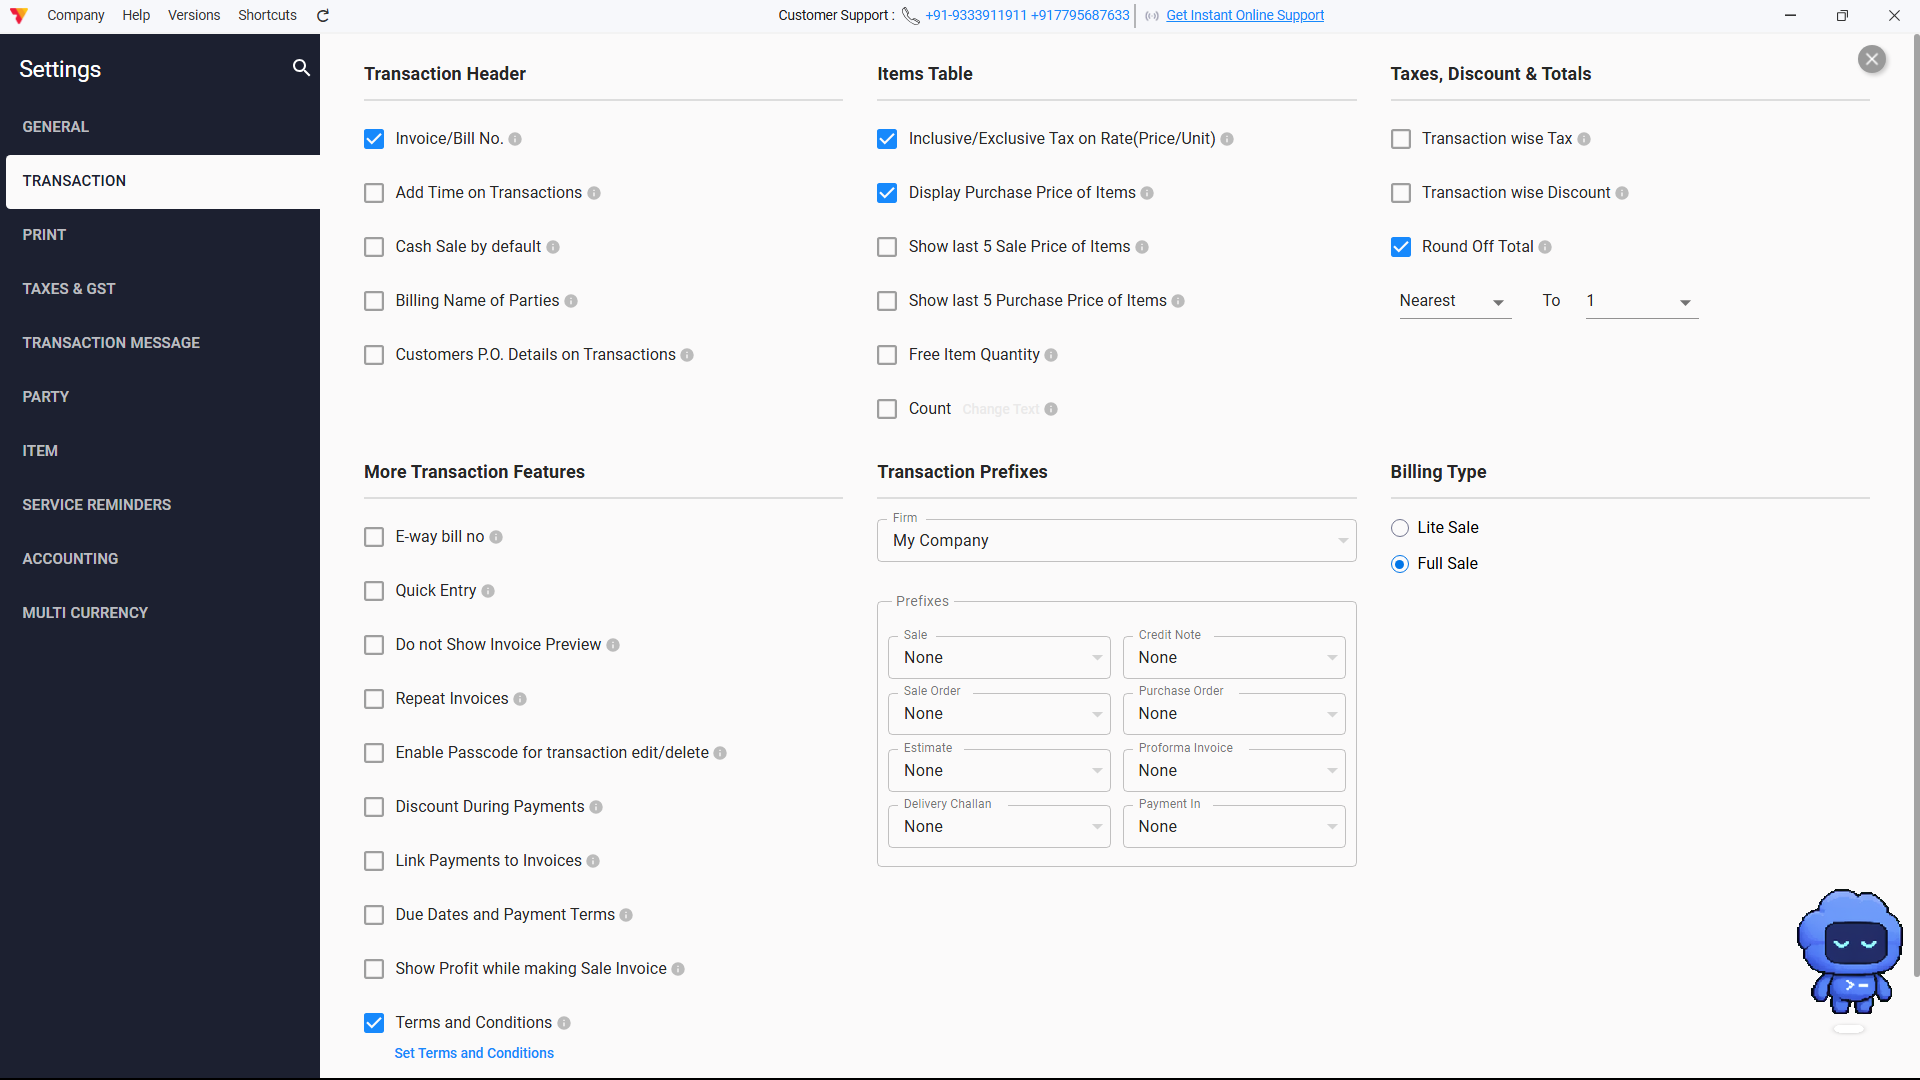 Company Help Versions Shortcuts
Customer Support : +91-9333911911 +917795687633 Get Instant Online Support
Settings
GENERAL
TRANSACTION
PRINT
TAXES & GST
TRANSACTION MESSAGE
PARTY
ITEM
SERVICE REMINDERS
ACCOUNTING
MULTI CURRENCY
Transaction Header
Invoice/Bill No.
Add Time on Transactions
Cash Sale by default
Billing Name of Parties
Customers P.O. Details on Transactions
Items Table
Inclusive/Exclusive Tax on Rate(Price/Unit)
Display Purchase Price of Items
Show last 5 Sale Price of Items
Show last 5 Purchase Price of Items
Free Item Quantity
Count Change Text
Taxes, Discount & Totals
Transaction wise Tax
Transaction wise Discount
Round Off Total
Nearest To 1
More Transaction Features
E-way bill no
Quick Entry
Do not Show Invoice Preview
Repeat Invoices
Enable Passcode for transaction edit/delete
Discount During Payments
Link Payments to Invoices
Due Dates and Payment Terms
Show Profit while making Sale Invoice
Terms and Conditions
Set Terms and Conditions
Transaction Prefixes
Firm
My Company
Prefixes
Sale
None
Credit Note
None
Sale Order
None
Purchase Order
None
Estimate
None
Proforma Invoice
None
Delivery Challan
None
Payment In
None
Billing Type
Lite Sale
Full Sale